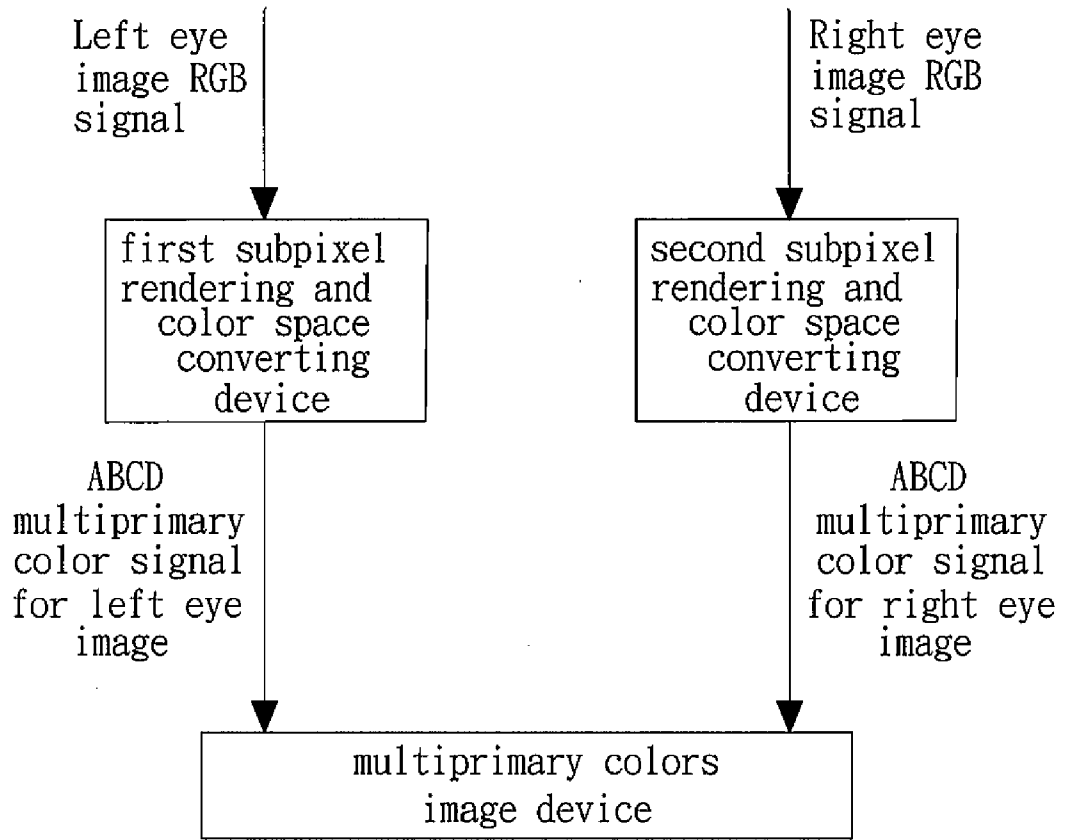 Left eye
image RGB
signal
Right eye
image RGB
signal
first subpixel
rendering and
color space
converting
device
second subpixel
rendering and
color space
converting
device
ABCD
multiprimary
color signal
for left eye
image
ABCD
multiprimary
color signal
for right eye
image
multiprimary colors
image device